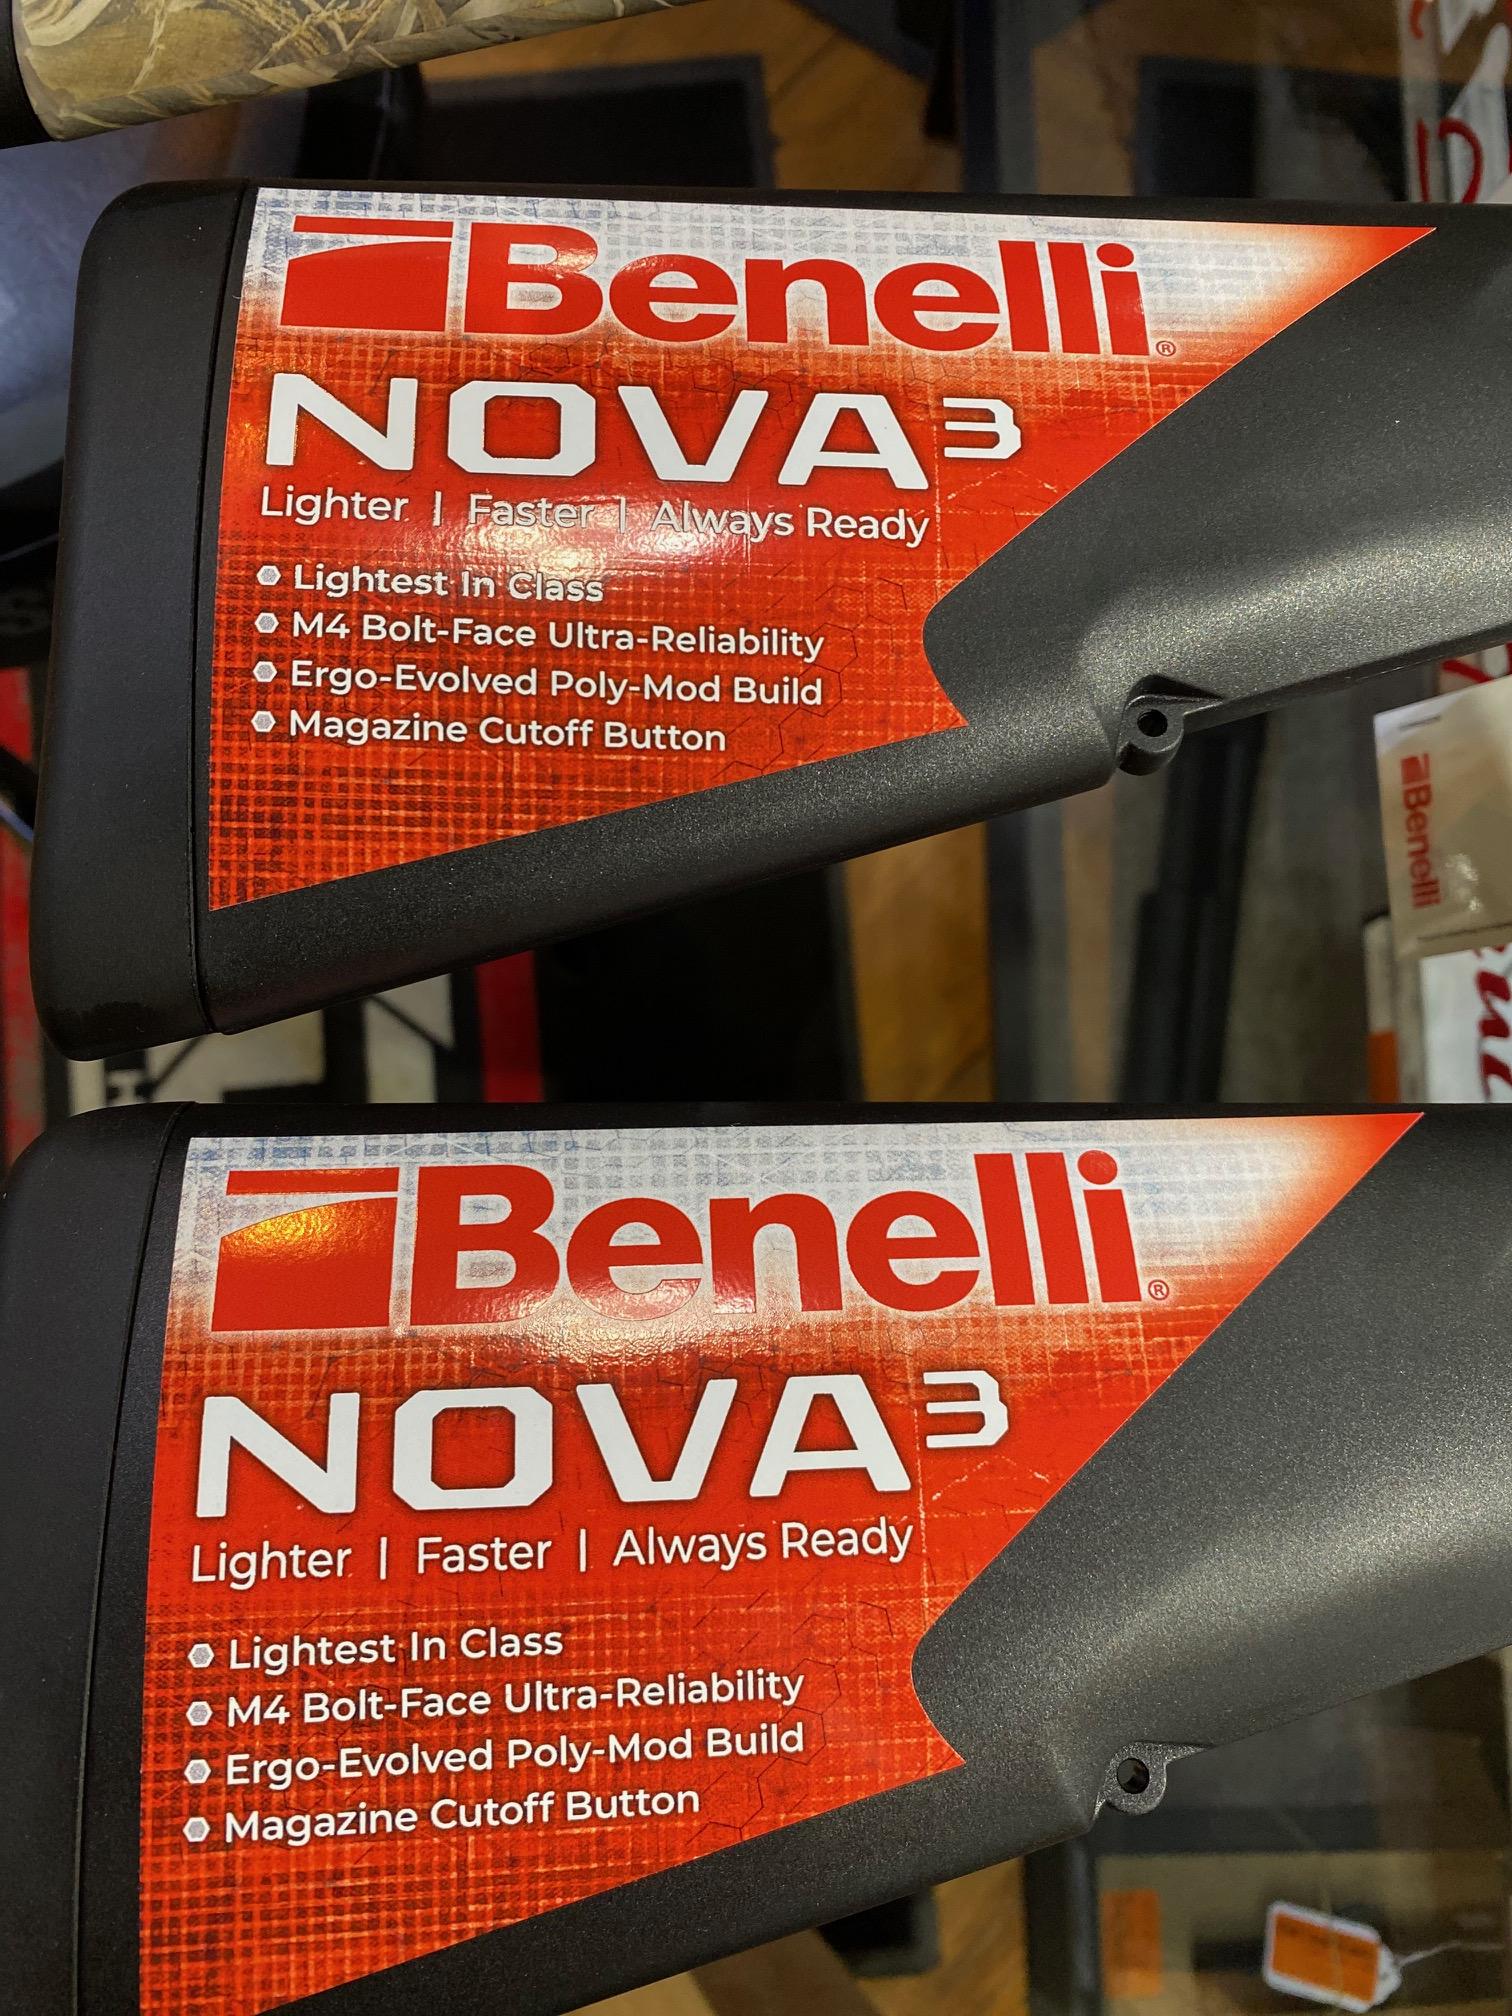 Benelli®
NOVA3
Lighter | Faster | Always Ready
Lightest In Class
M4 Bolt-Face Ultra-Reliability
Ergo-Evolved Poly-Mod Build
Magazine Cutoff Button
Benelli
Benelli®
NOVA3
Lighter | Faster | Always Ready
Lightest In Class
M4 Bolt-Face Ultra-Reliability
Ergo-Evolved Poly-Mod Build
Magazine Cutoff Button